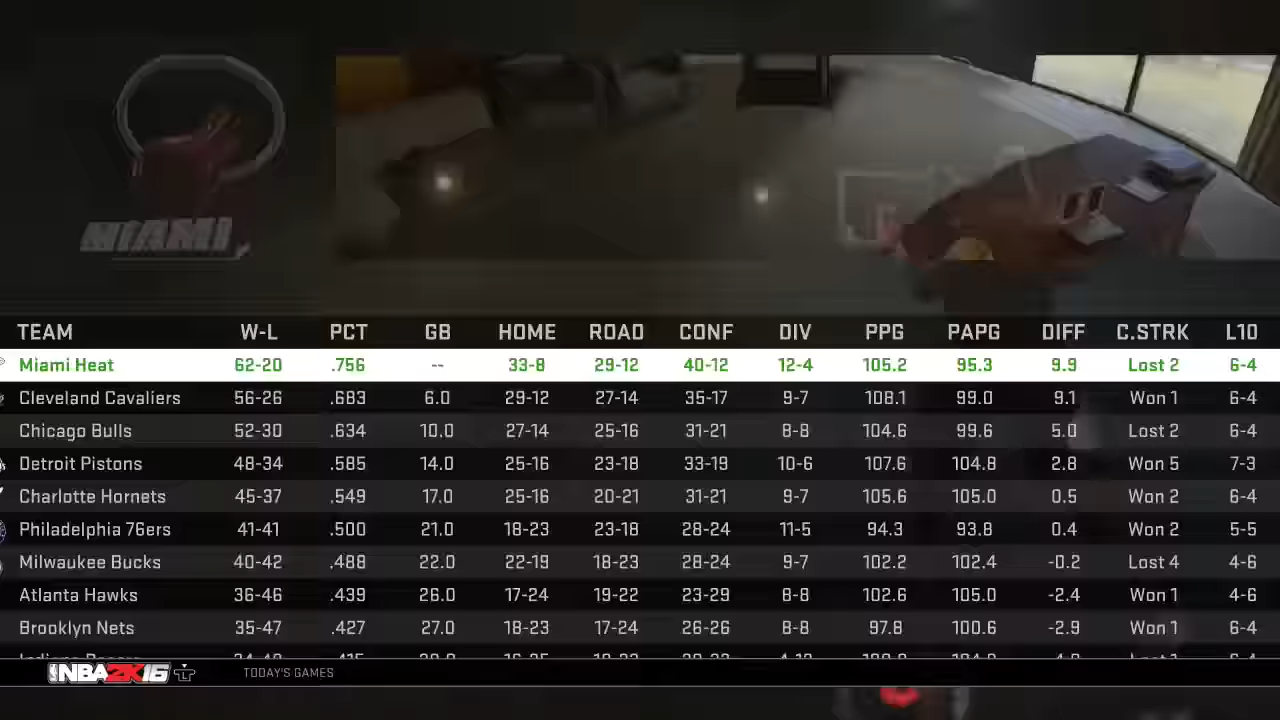 MIAMI
TEAM W-L PCT GB HOME ROAD CONF DIV PPG PAPG DIFF C.STRK L10
Miami Heat 62-20 .756 -- 33-8 29-12 40-12 12-4 105.2 95.3 9.9 Lost 2 6-4
Cleveland Cavaliers 56-26 .683 6.0 29-12 27-14 35-17 9-7 108.1 99.0 9.1 Won 1 6-4
Chicago Bulls 52-30 .634 10.0 27-14 25-16 31-21 8-8 104.6 99.6 5.0 Lost 2 6-4
Detroit Pistons 48-34 .585 14.0 25-16 23-18 33-19 10-6 107.6 104.8 2.8 Won 5 7-3
Charlotte Hornets 45-37 .549 17.0 25-16 20-21 31-21 9-7 105.6 105.0 0.5 Won 2 6-4
Philadelphia 76ers 41-41 .500 21.0 18-23 23-18 28-24 11-5 94.3 93.8 0.4 Won 2 5-5
Milwaukee Bucks 40-42 .488 22.0 22-19 18-23 28-24 9-7 102.2 102.4 -0.2 Lost 4 4-6
Atlanta Hawks 36-46 .439 26.0 17-24 19-22 23-29 8-8 102.6 105.0 -2.4 Won 1 4-6
Brooklyn Nets 35-47 .427 27.0 18-23 17-24 26-26 8-8 97.8 100.6 -2.9 Won 1 6-4
NBA2K16 TODAY'S GAMES